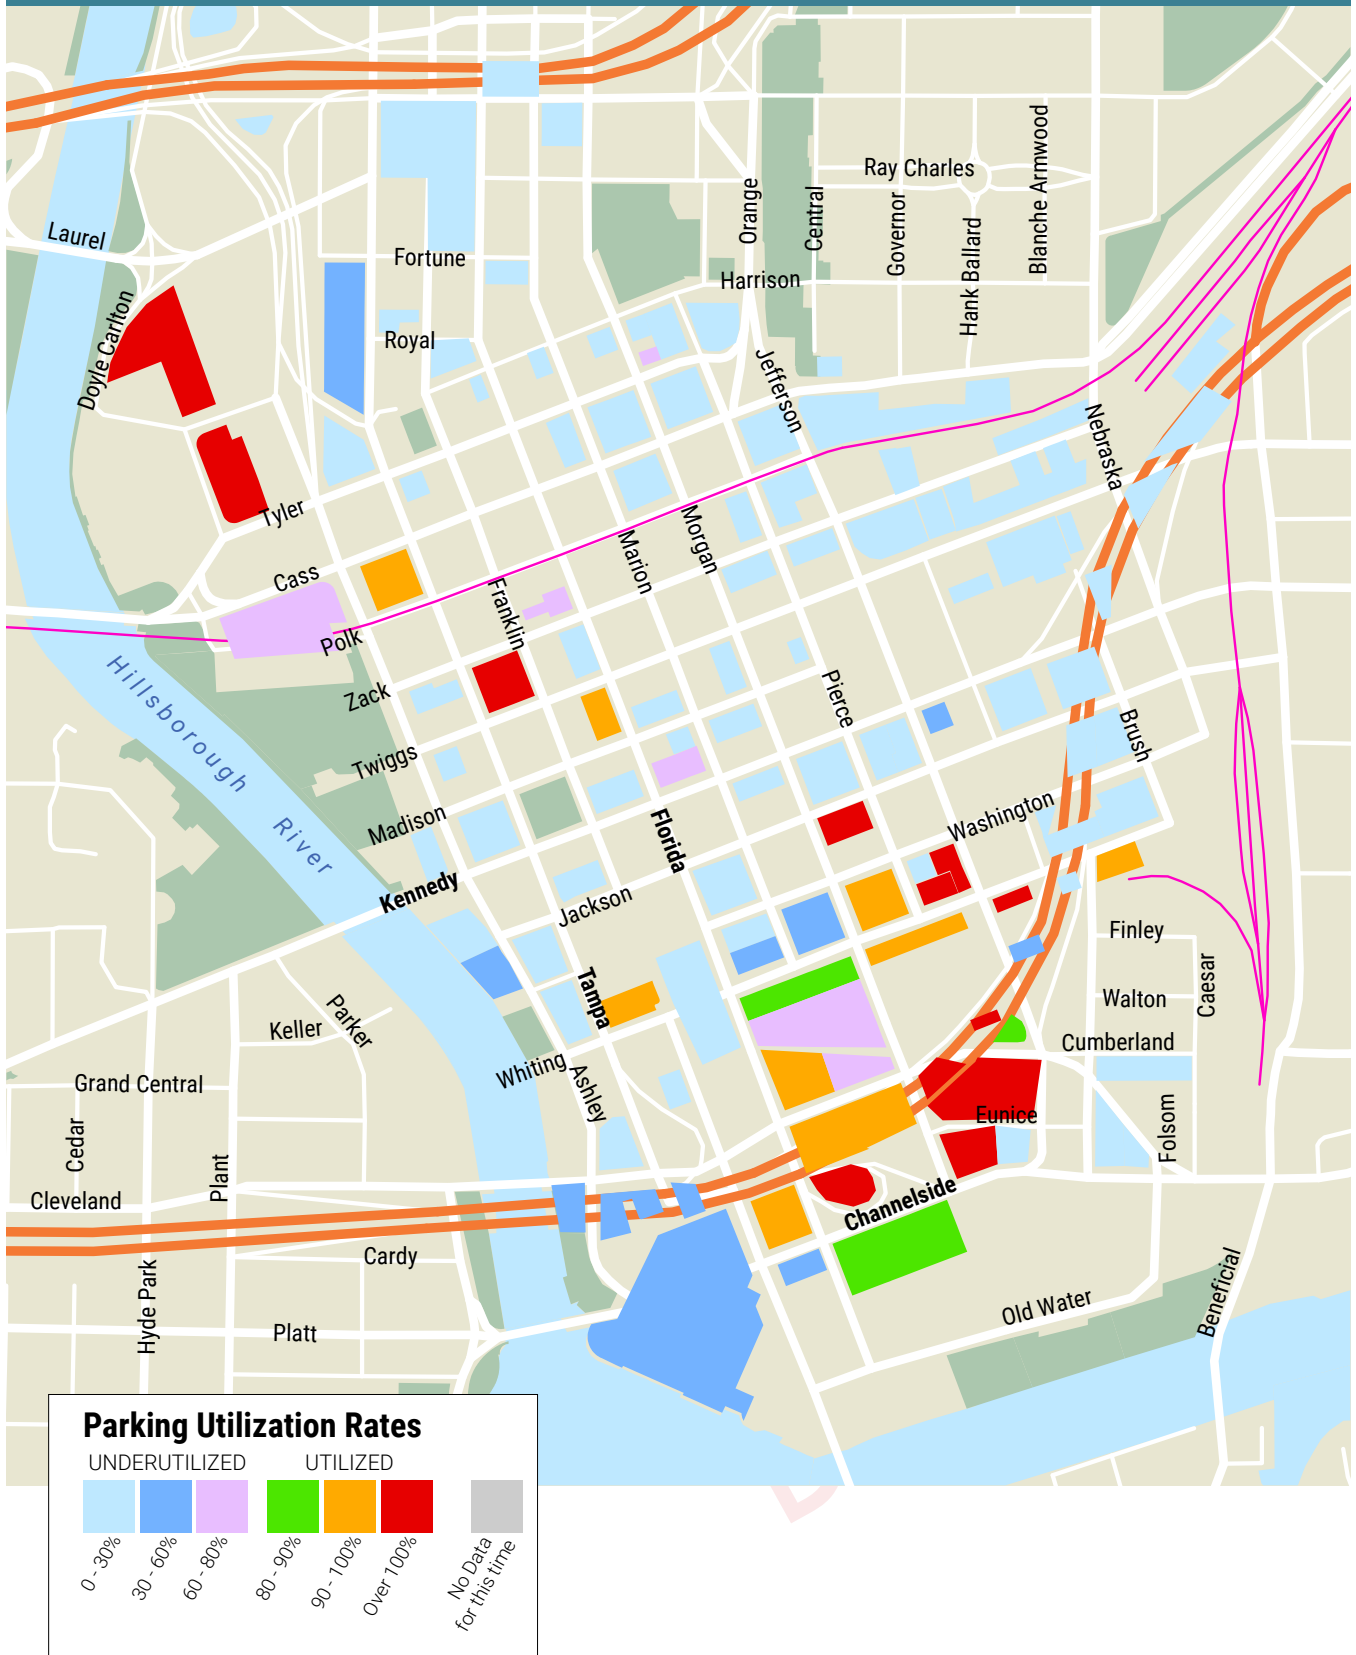 Ray Charles
Blanche Armwood
Orange
Central
Governor
Hank Ballard
Laurel
Fortune
Harrison
Doyle Carlton
Royal
Jefferson
Nebraska
Tyler
Morgan
Marion
Cass
Franklin
Polk
Hillsborough
River
Zack
Pierce
Brush
Twiggs
Madison
Florida
Washington
Kennedy
Jackson
Finley
Tampa
Caesar
Walton
Parker
Keller
Cumberland
Whiting
Ashley
Grand Central
Eunice
Folsom
Cedar
Plant
Cleveland
Channelside
Cardy
Hyde Park
Beneficial
Old Water
Platt
Parking Utilization Rates
UNDERUTILIZED UTILIZED
0 - 30%
30 - 60%
60 - 80%
80 - 90%
90 - 100%
Over 100%
No Data
for this time